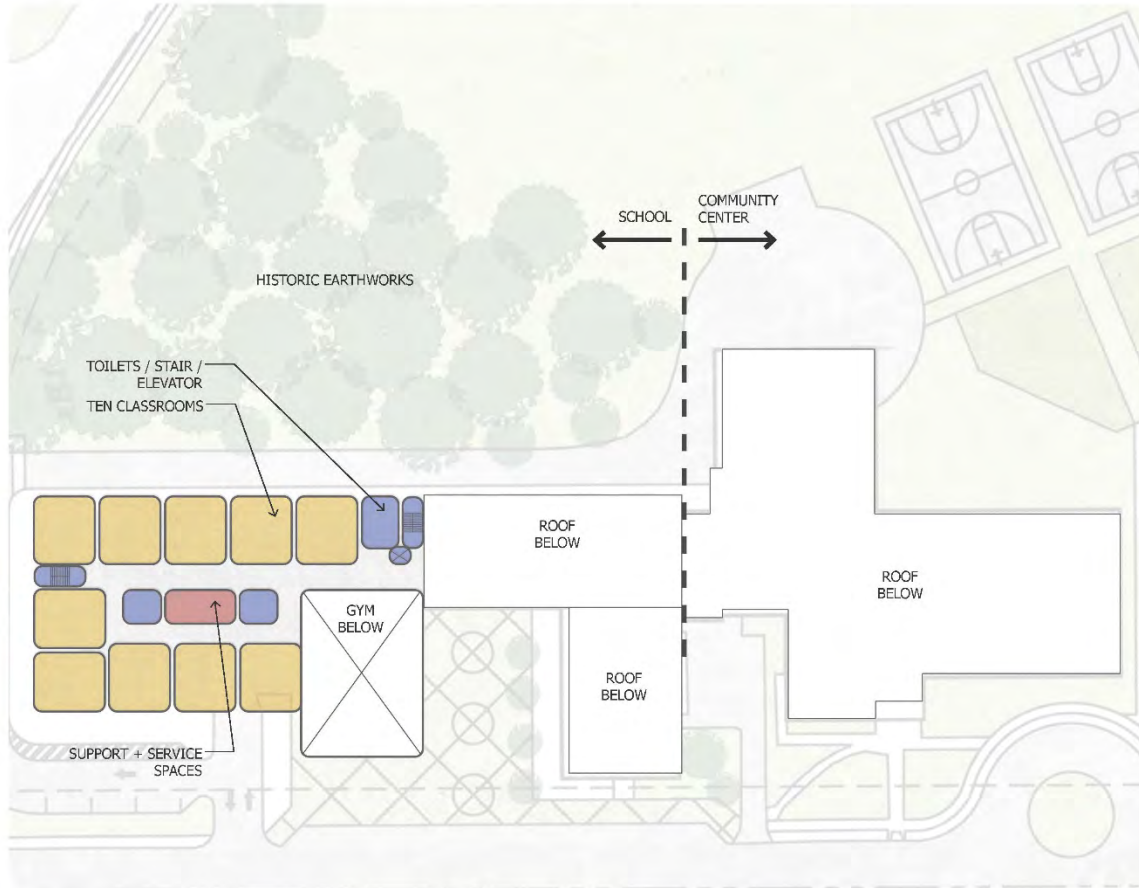 SCHOOL
COMMUNITY
CENTER
HISTORIC EARTHWORKS
TOILETS / STAIR /
ELEVATOR
TEN CLASSROOMS
ROOF
BELOW
ROOF
BELOW
GYM
BELOW
ROOF
BELOW
SUPPORT + SERVICE
SPACES